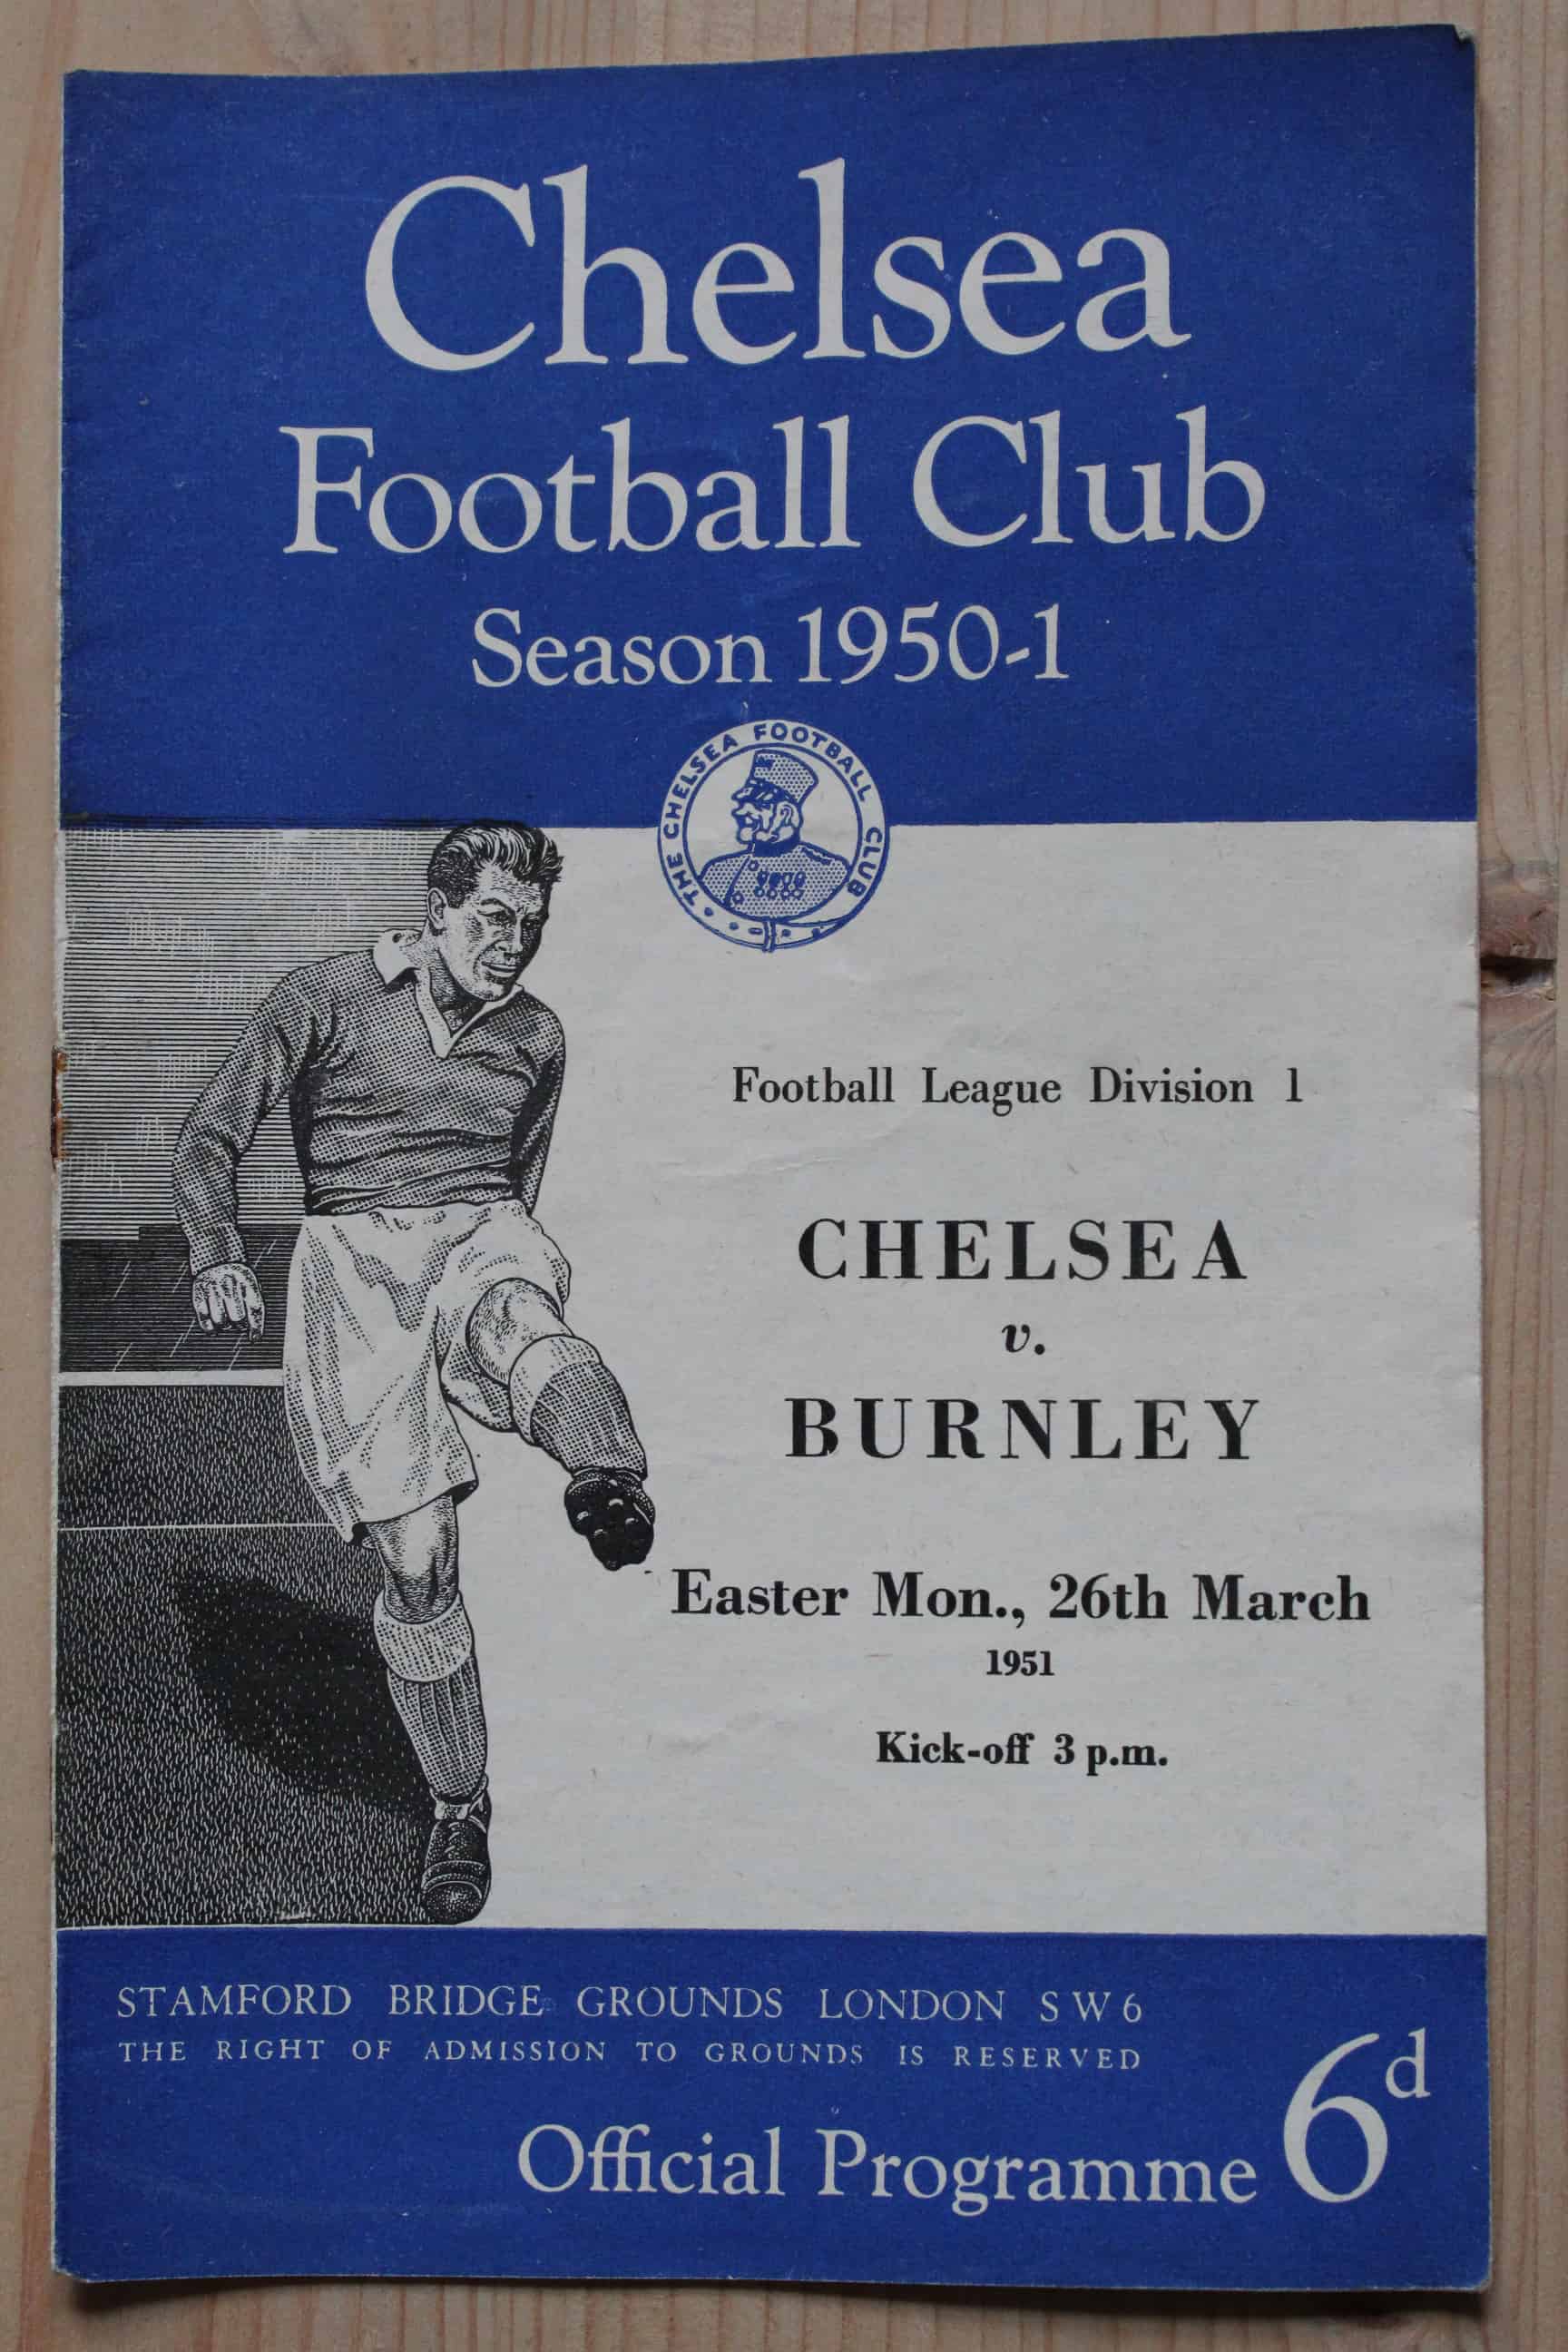 Chelsea
Football Club
Season 1950-1
THE CHELSEA FOOTBALL CLUB
Football League Division 1
CHELSEA
v.
BURNLEY
Easter Mon., 26th March
1951
Kick-off 3 p.m.
STAMFORD BRIDGE GROUNDS LONDON SW6
THE RIGHT OF ADMISSION TO GROUNDS IS RESERVED
Official Programme 6d